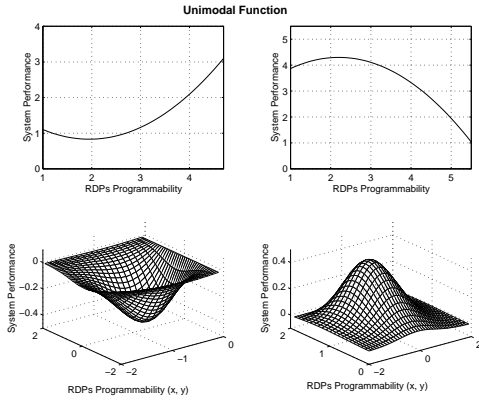 Unimodal Function
4
3
2
1
0
System Performance
1 2 3 4
RDPs Programmability
5
4
3
2
1
0
System Performance
1 2 3 4 5
RDPs Programmability
0
−0.2
−0.4
System Performance
2
0
−2
−2
−1
0
RDPs Programmability (x, y)
0.4
0.2
0
System Performance
2
1
0
−2
0
2
RDPs Programmability (x, y)